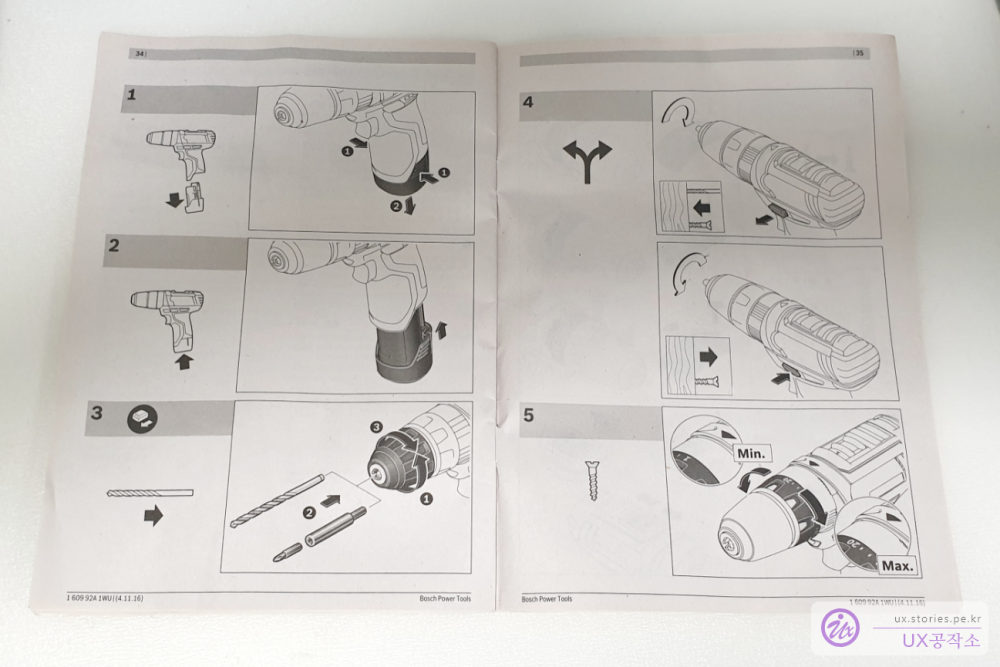 34 |
1
1
1
2
2
3
3
2
1
1 609 92A 1WU | (4.11.16)
Bosch Power Tools
| 35
4
5
Min.
20
Max.
Bosch Power Tools
1 609 92A 1WU | (4.11.16)
ux.stories.pe.kr
Ux
UX공작소